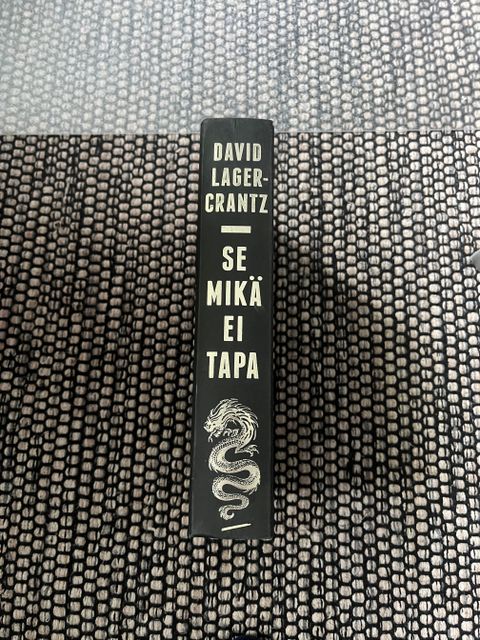 DAVID
LAGER-
CRANTZ
SE
MIKÄ
EI
TAPA